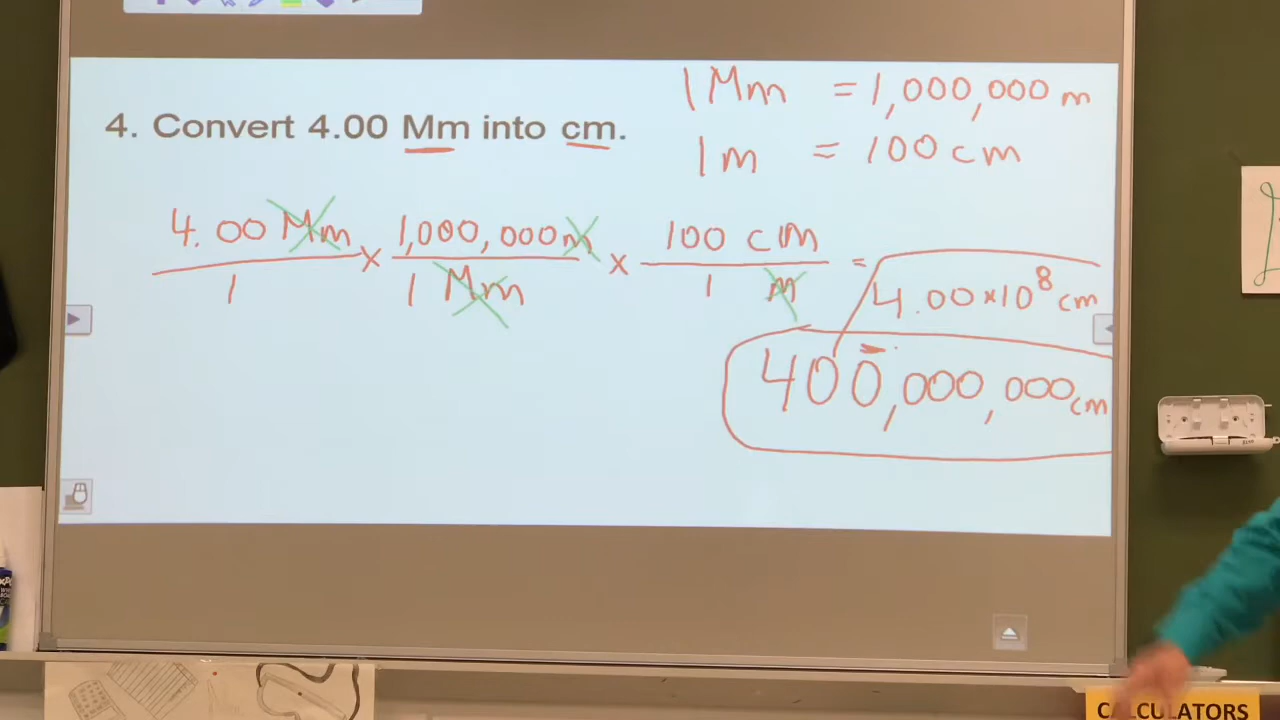 1 Mm = 1,000,000 m
4. Convert 4.00 Mm into cm.
1 m = 100 cm
4.00 Mm x 1,000,000 m x 100 cm =
1 1 Mm 1 m
4.00 x 10^8 cm
400,000,000 cm
CALCULATORS